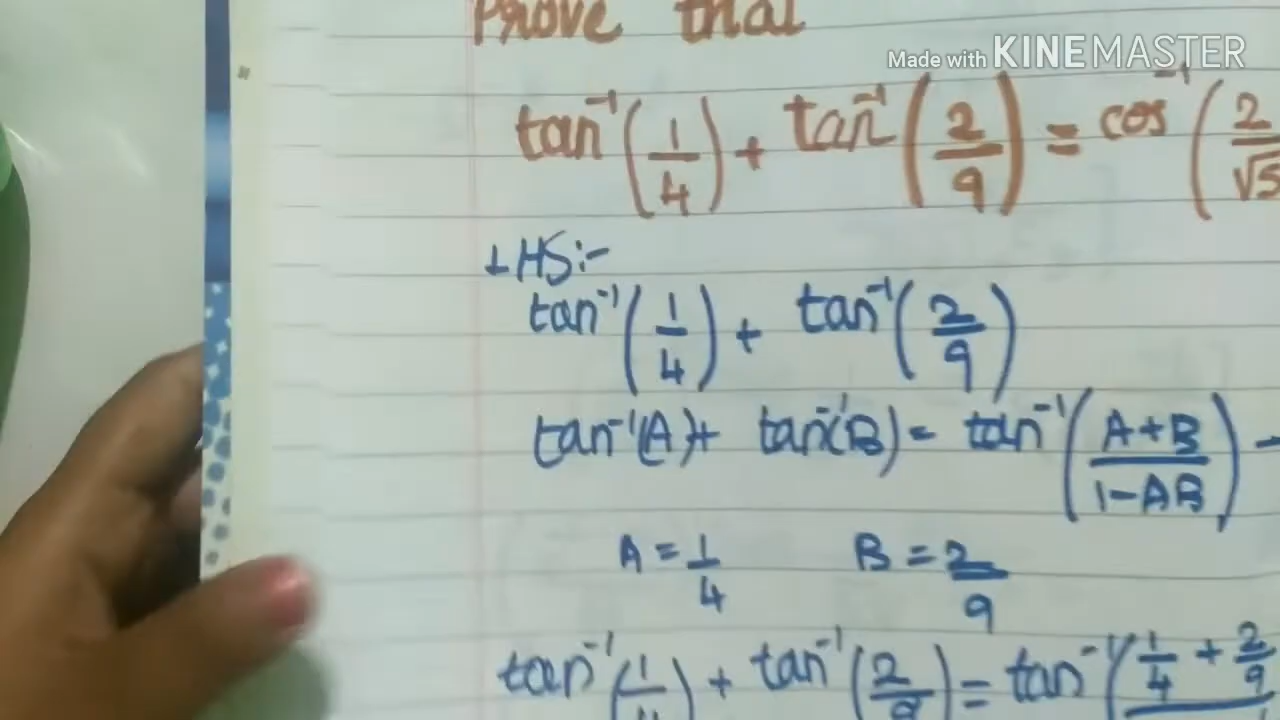 Made with KINEMASTER
Prove that
tan⁻¹(1/4) + tan⁻¹(2/9) = cos⁻¹(2/√5
LHS:-
tan⁻¹(1/4) + tan⁻¹(2/9)
tan⁻¹(A)+ tan⁻¹(B) = tan⁻¹(A+B/1-AB) -
A = 1/4 B = 2/9
tan⁻¹(1/4) + tan⁻¹(2/9) = tan⁻¹(1/4 + 2/9